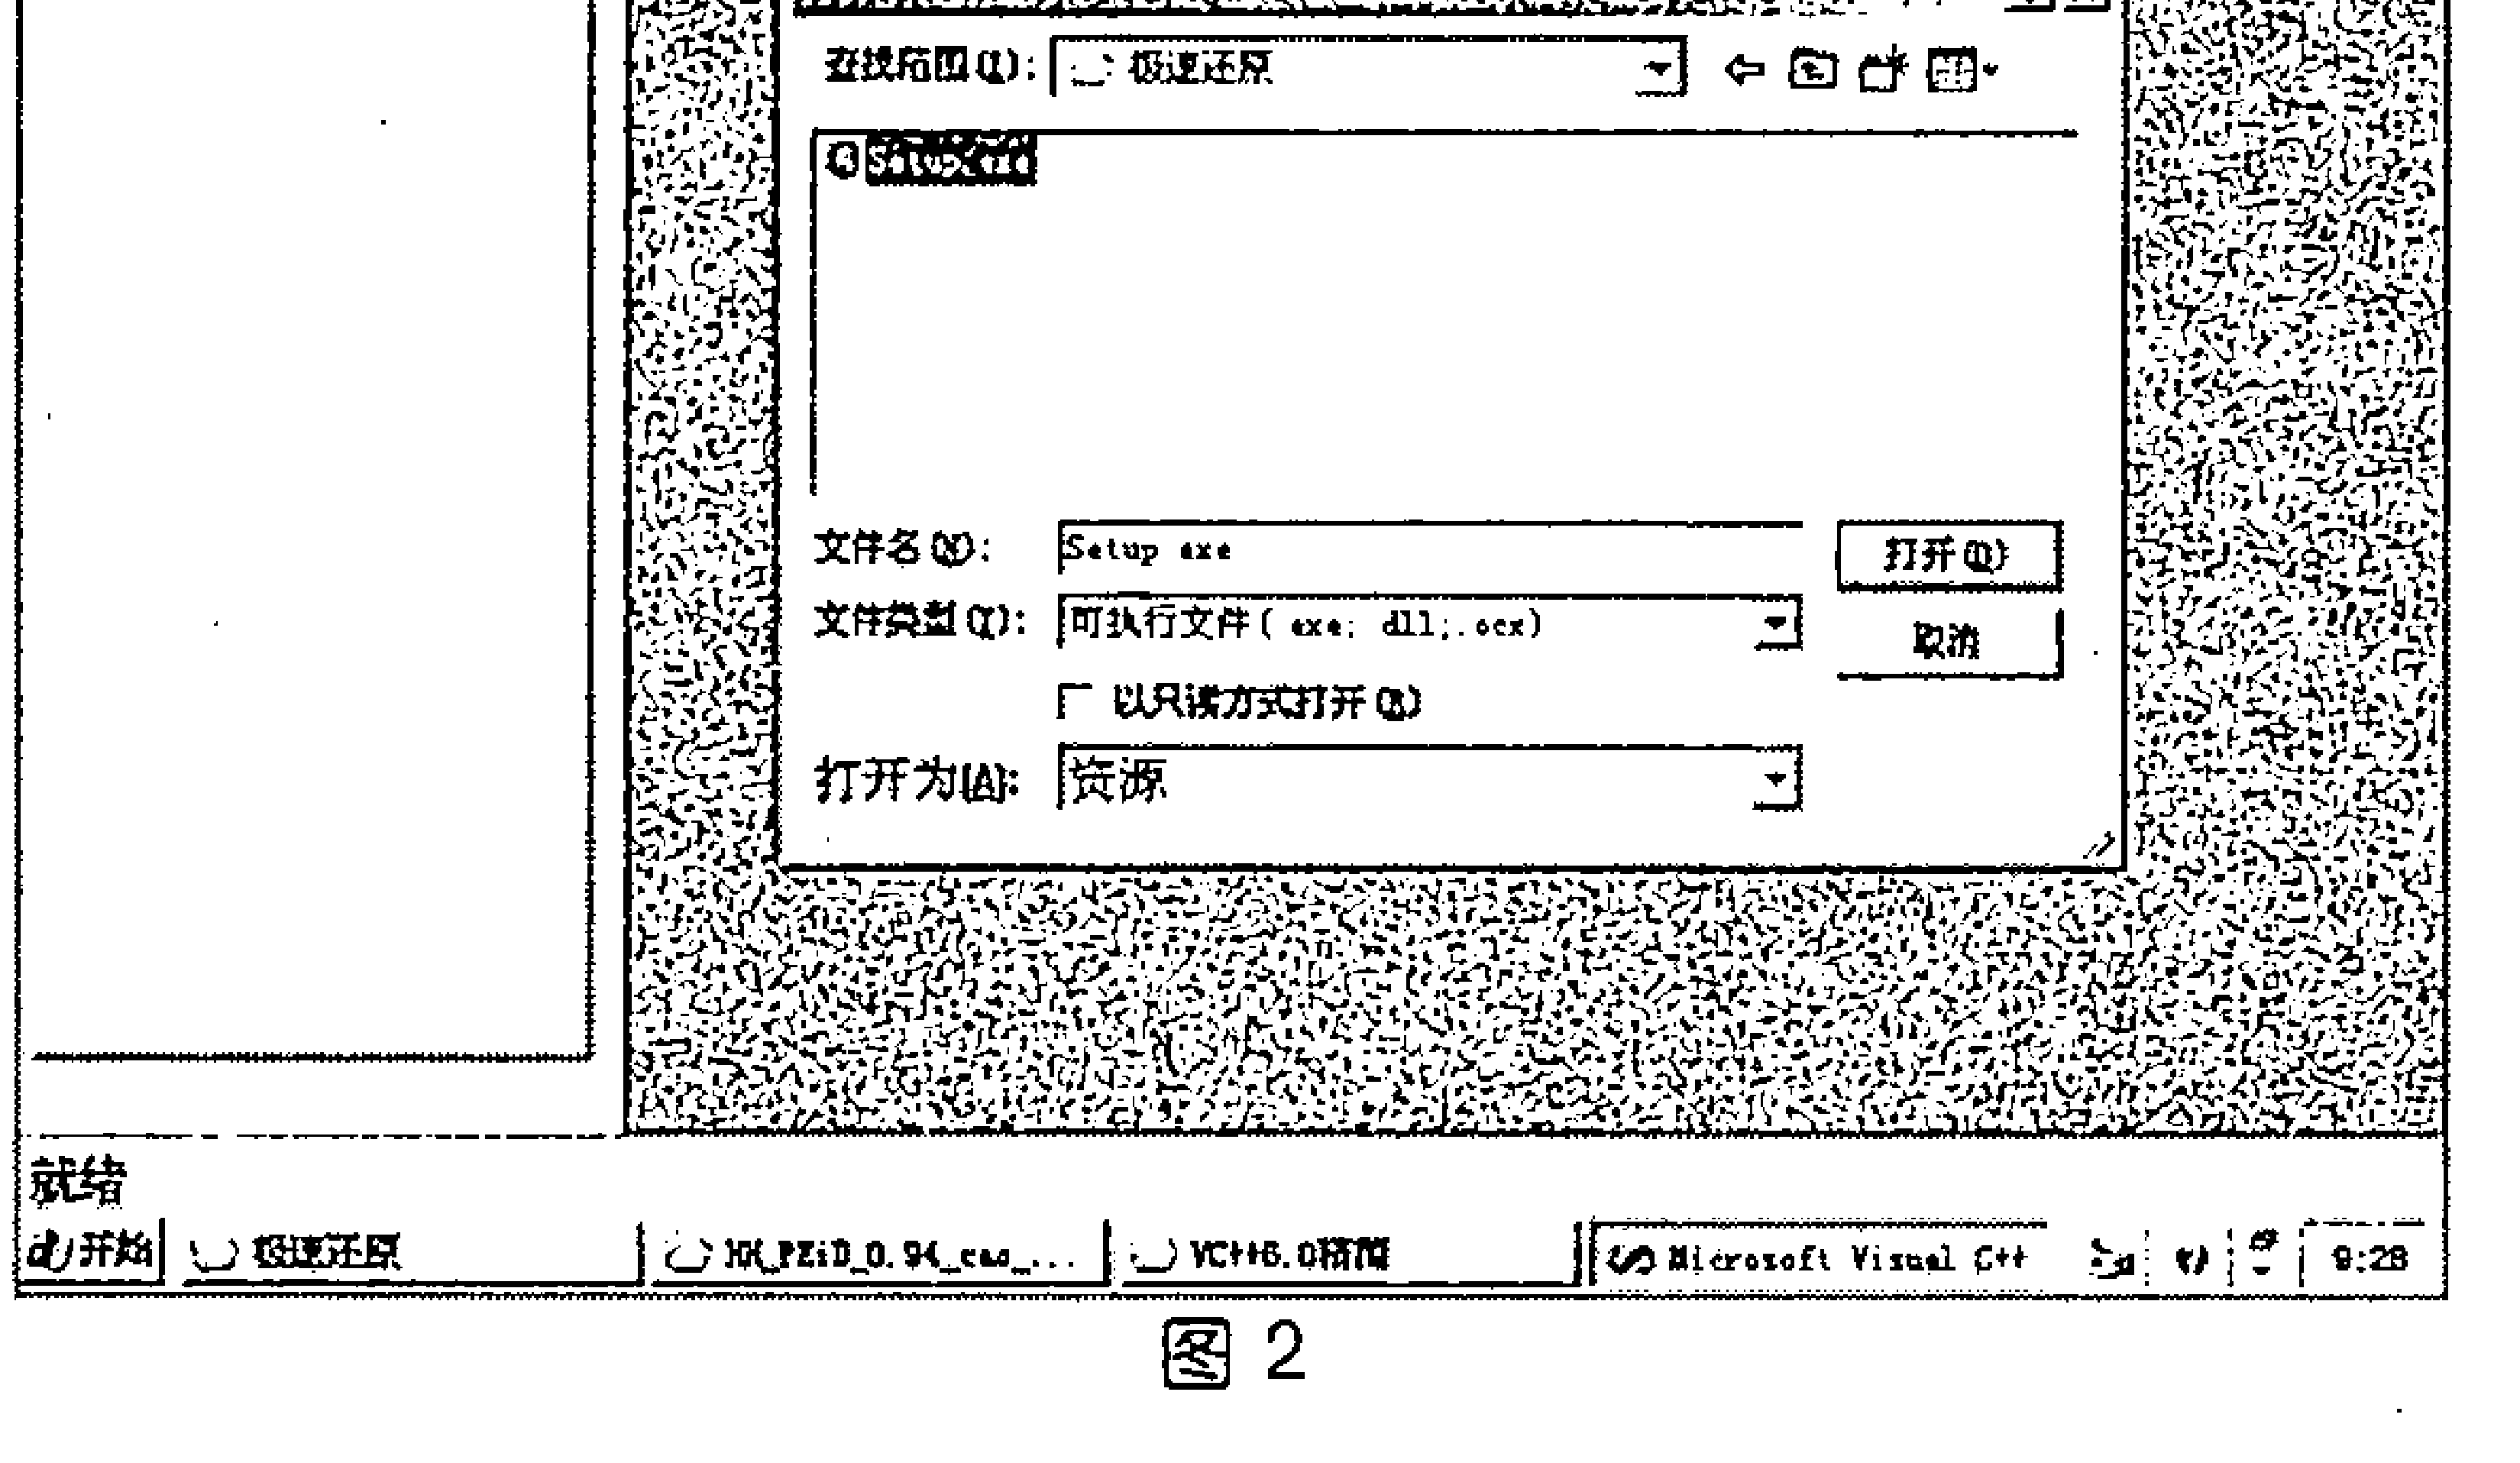 查找范围(I): 极速还原
Setup.exe
文件名(N): Setup exe 打开(O)
文件类型(T): 可执行文件( exe; dll;.ocx) 取消
以只读方式打开(R)
打开为(A): 资源
就绪
开始 极速还原 VC++6.0精简 Microsoft Visual C++ 9:28
图 2